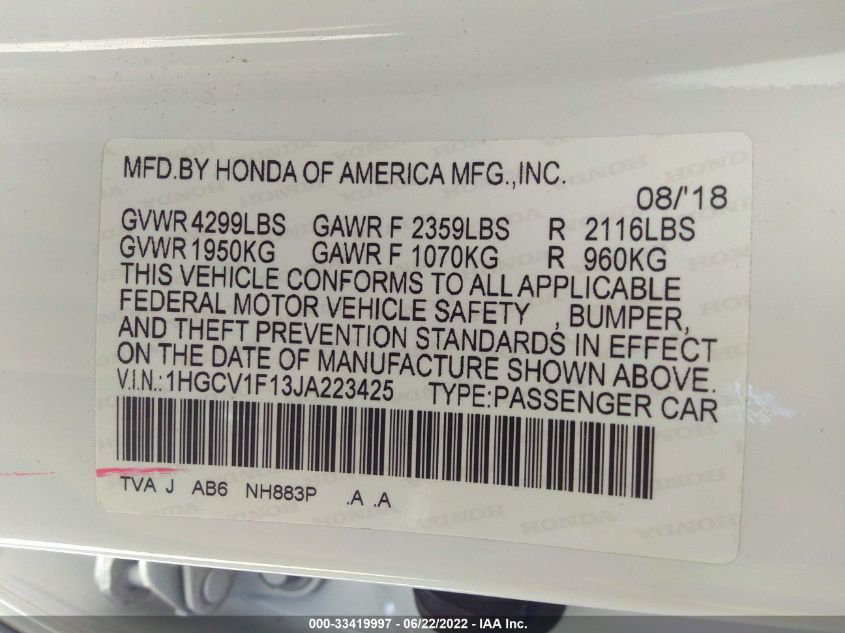 MFD.BY HONDA OF AMERICA MFG.,INC.
08/'18
GVWR 4299LBS GAWR F 2359LBS R 2116LBS
GVWR 1950KG GAWR F 1070KG R 960KG
THIS VEHICLE CONFORMS TO ALL APPLICABLE
FEDERAL MOTOR VEHICLE SAFETY , BUMPER,
AND THEFT PREVENTION STANDARDS IN EFFECT
ON THE DATE OF MANUFACTURE SHOWN ABOVE.
V.I.N.:1HGCV1F13JA223425 TYPE:PASSENGER CAR
TVA J AB6 NH883P .A .A
HONDA HONDA
000-33419997 - 06/22/2022 - IAA Inc.